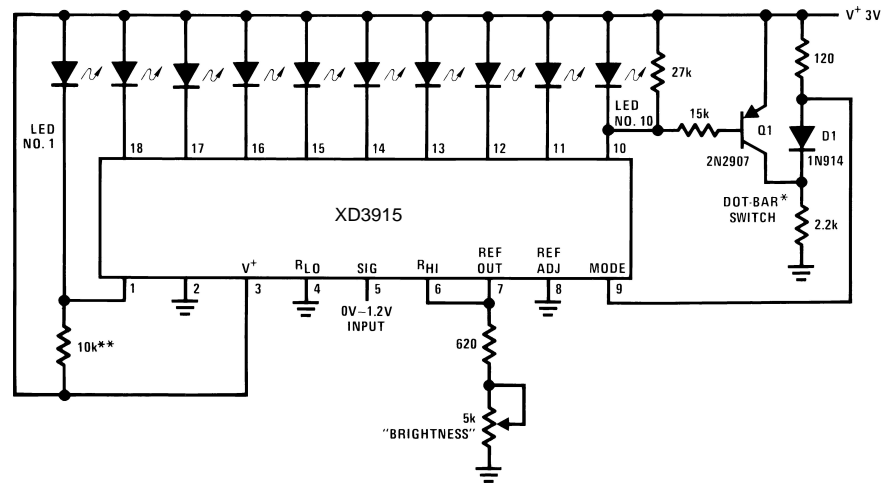 V+ 3V
120
27k
LED
NO. 1
LED
NO. 10
15k
Q1
2N2907
D1
1N914
18
17
16
15
14
13
12
11
10
XD3915
DOT-BAR*
SWITCH
2.2k
V+
RLO
SIG
RHI
REF
OUT
REF
ADJ
MODE
1
2
3
4
5
6
7
8
9
0V–1.2V
INPUT
10k**
620
5k
"BRIGHTNESS"